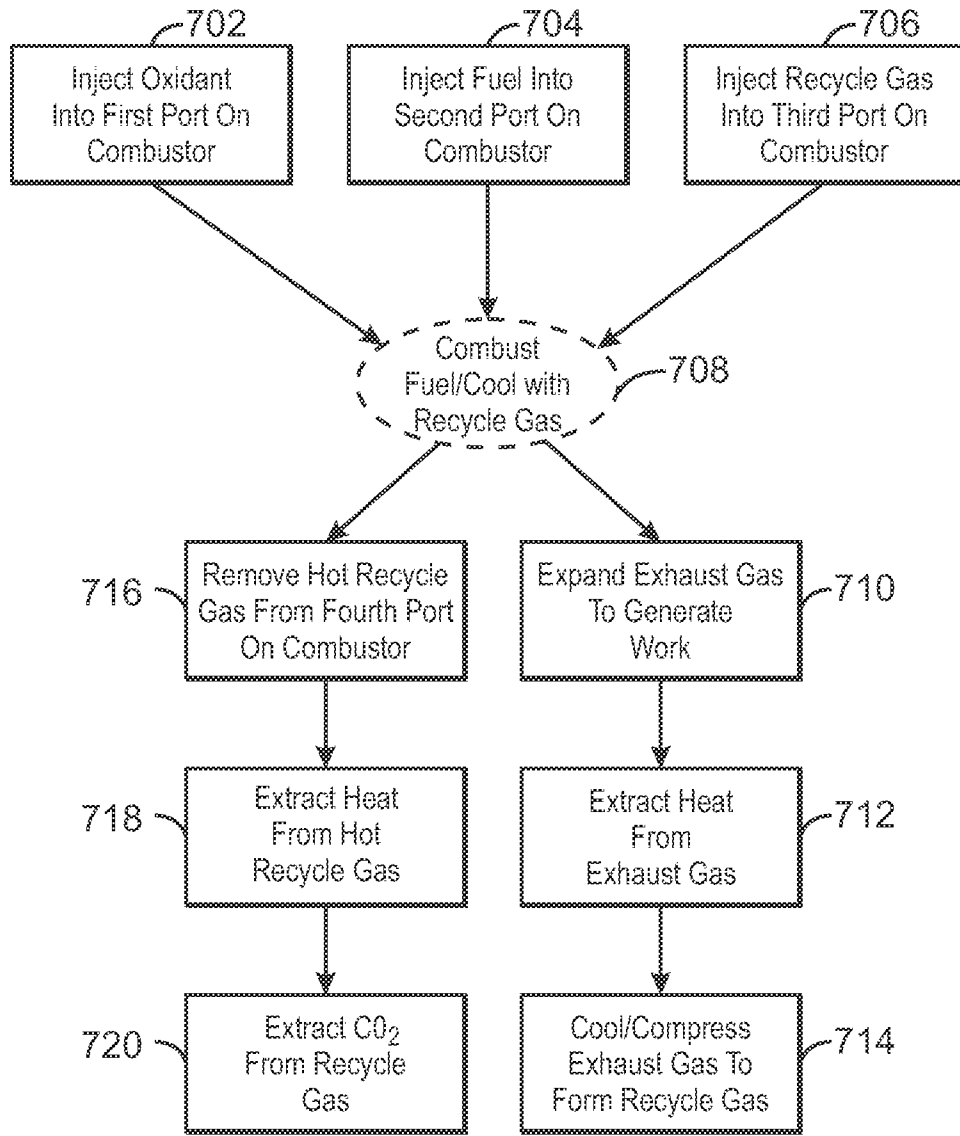 702
704
706
Inject Oxidant
Into First Port On
Combustor
Inject Fuel Into
Second Port On
Combustor
Inject Recycle Gas
Into Third Port On
Combustor
Combust
Fuel/Cool with
Recycle Gas
708
716
Remove Hot Recycle
Gas From Fourth Port
On Combustor
Expand Exhaust Gas
To Generate
Work
710
718
Extract Heat
From Hot
Recycle Gas
Extract Heat
From
Exhaust Gas
712
720
Extract C0₂
From Recycle
Gas
Cool/Compress
Exhaust Gas To
Form Recycle Gas
714